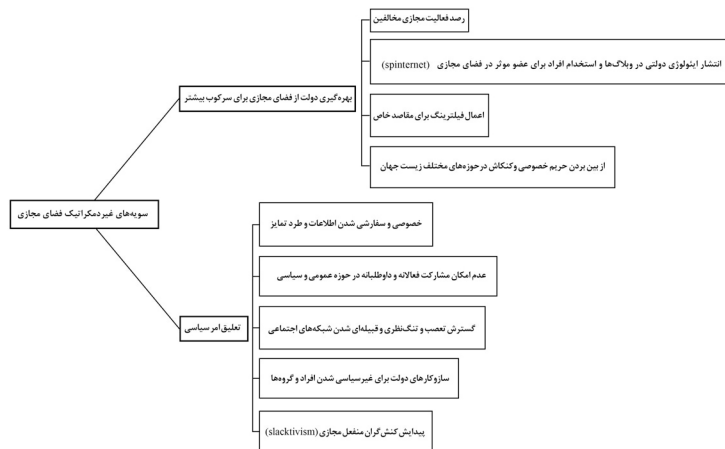 رصد فعالیت مجازی مخالفین
انتشار ایئولوژی دولتی در وبلاگ‌ها و استخدام افراد برای عضو موثر در فضای مجازی (spinternet)
بهره‌گیری دولت از فضای مجازی برای سرکوب بیشتر
اعمال فیلترینگ برای مقاصد خاص
از بین بردن حریم خصوصی وکنکاش درحوزه‌های مختلف زیست جهان
سویه‌های غیردمکراتیک فضای مجازی
خصوصی و سفارشی شدن اطلاعات و طرد تمایز
عدم امکان مشارکت فعالانه و داوطلبانه در حوزه عمومی و سیاسی
تعلیق امر سیاسی
گسترش تعصب و تنگ‌نظری و قبیله‌ای شدن شبکه‌های اجتماعی
سازوکارهای دولت برای غیرسیاسی شدن افراد و گروه‌ها
پیدایش کنش‌گران منفعل مجازی (slacktivism)